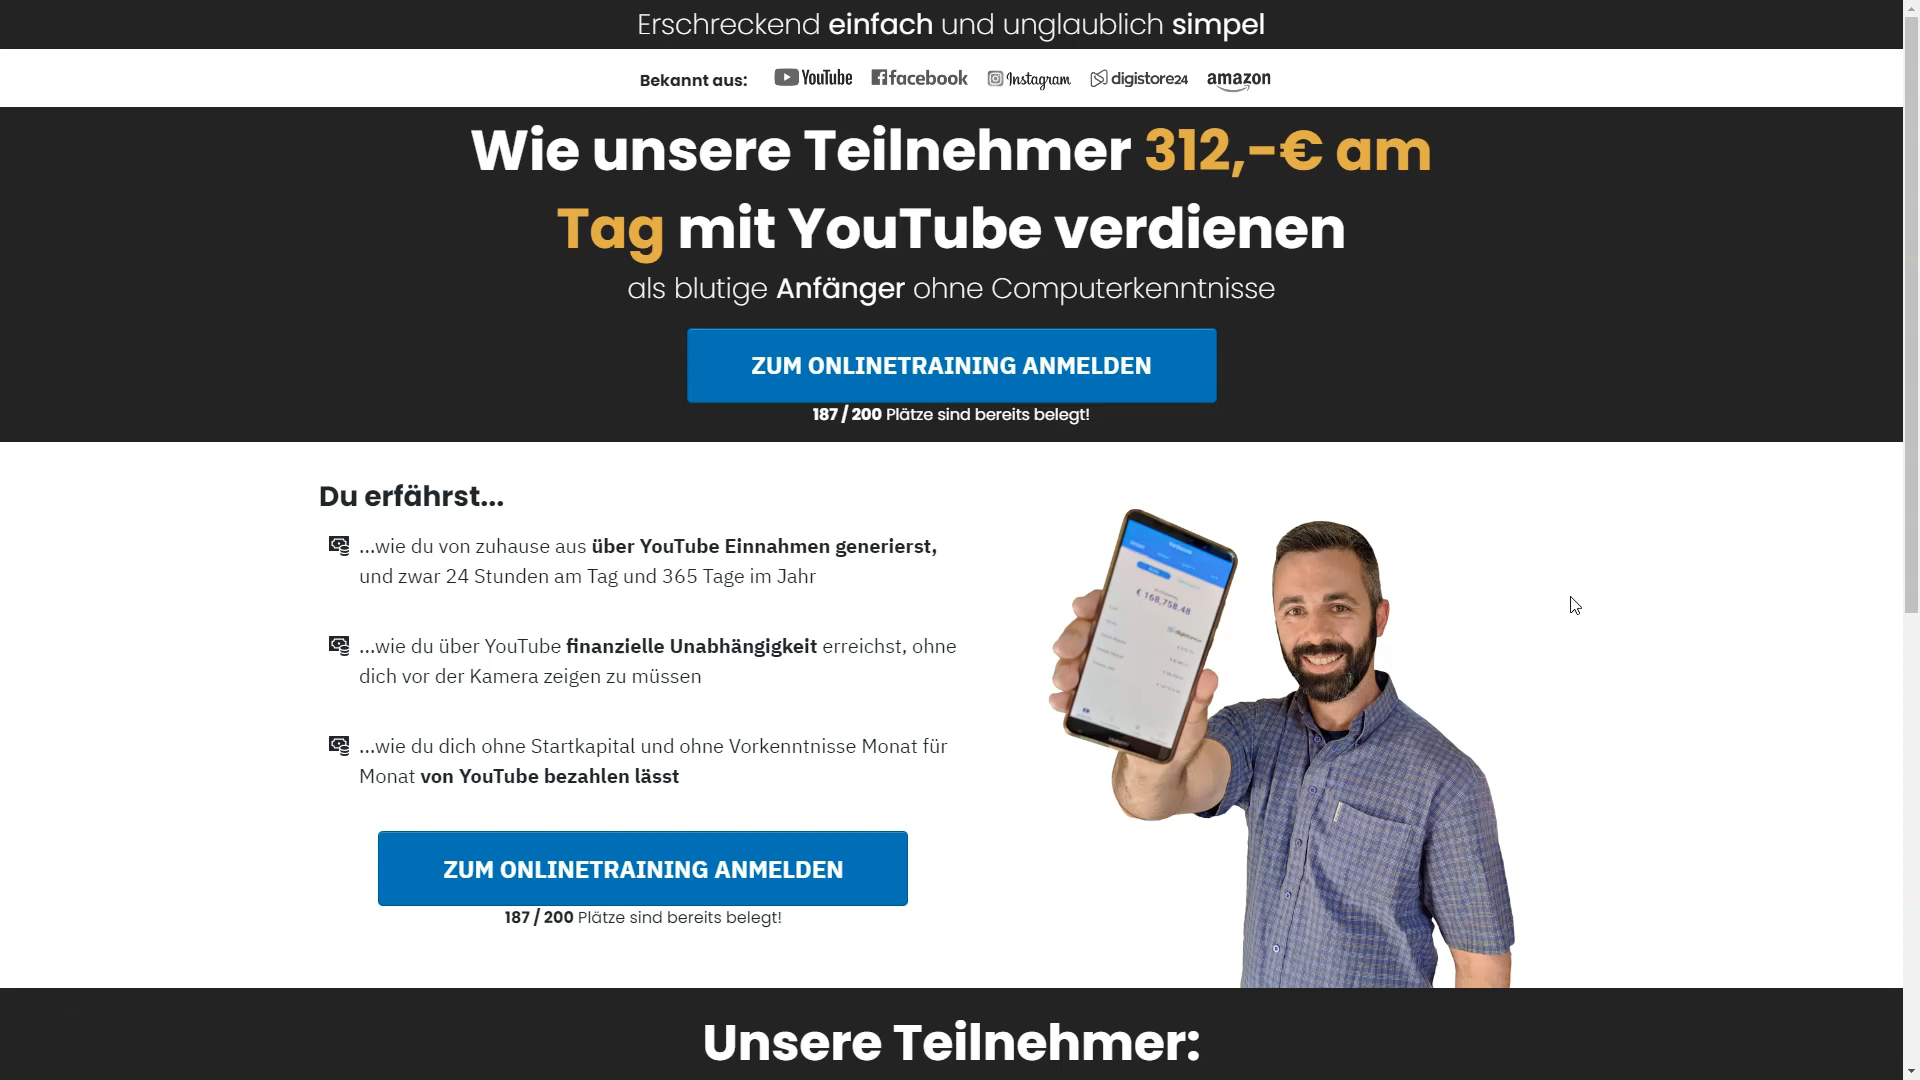 Erschreckend einfach und unglaublich simpel
Bekannt aus: YouTube facebook Instagram digistore24 amazon
Wie unsere Teilnehmer 312,-€ am
Tag mit YouTube verdienen
als blutige Anfänger ohne Computerkenntnisse
ZUM ONLINETRAINING ANMELDEN
187 / 200 Plätze sind bereits belegt!
Du erfährst...
...wie du von zuhause aus über YouTube Einnahmen generierst,
und zwar 24 Stunden am Tag und 365 Tage im Jahr
...wie du über YouTube finanzielle Unabhängigkeit erreichst, ohne
dich vor der Kamera zeigen zu müssen
...wie du dich ohne Startkapital und ohne Vorkenntnisse Monat für
Monat von YouTube bezahlen lässt
ZUM ONLINETRAINING ANMELDEN
187 / 200 Plätze sind bereits belegt!
€ 168,758.48
Unsere Teilnehmer: